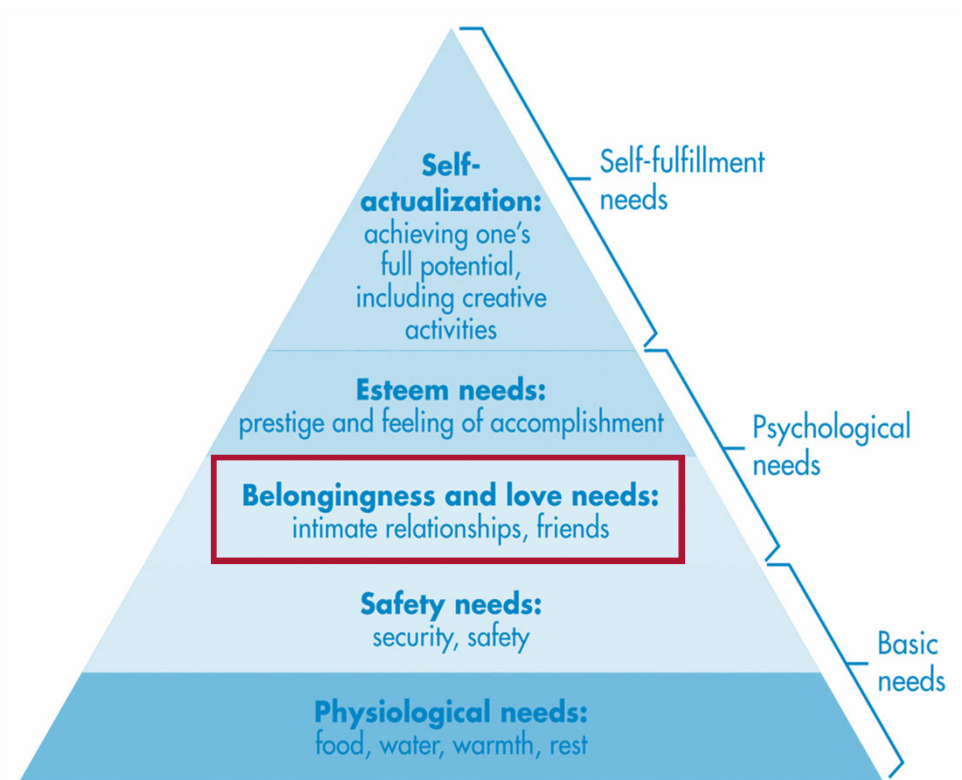 Self-
actualization:
achieving one's
full potential,
including creative
activities
Self-fulfillment
needs
Esteem needs:
prestige and feeling of accomplishment
Psychological
needs
Belongingness and love needs:
intimate relationships, friends
Safety needs:
security, safety
Basic
needs
Physiological needs:
food, water, warmth, rest